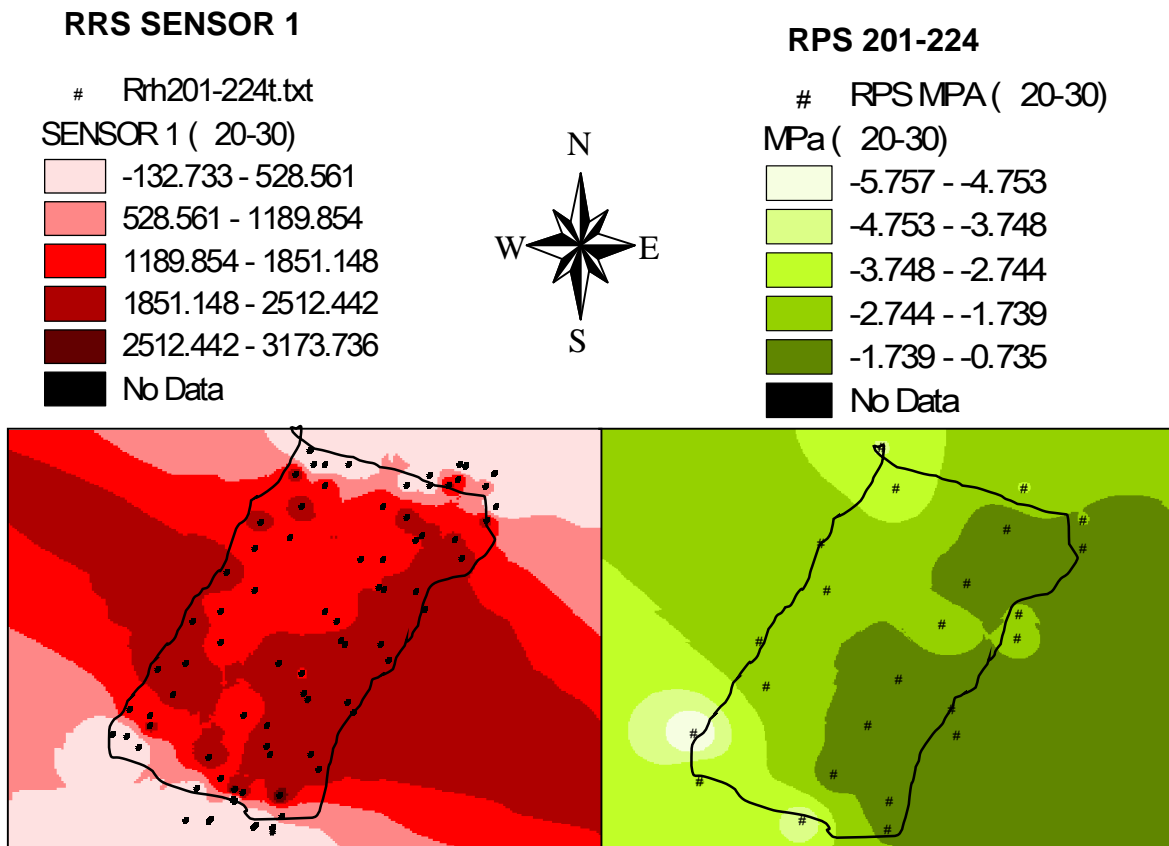 RRS SENSOR 1
# Rrh201-224t.txt
SENSOR 1 ( 20-30)
-132.733 - 528.561
528.561 - 1189.854
1189.854 - 1851.148
1851.148 - 2512.442
2512.442 - 3173.736
No Data
N
W E
S
RPS 201-224
# RPS MPA ( 20-30)
MPa ( 20-30)
-5.757 - -4.753
-4.753 - -3.748
-3.748 - -2.744
-2.744 - -1.739
-1.739 - -0.735
No Data